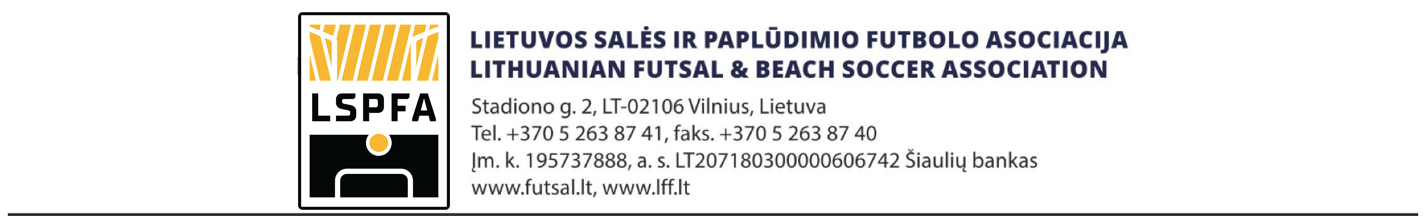 LSPFA
LIETUVOS SALĖS IR PAPLŪDIMIO FUTBOLO ASOCIACIJA
LITHUANIAN FUTSAL & BEACH SOCCER ASSOCIATION
Stadiono g. 2, LT-02106 Vilnius, Lietuva
Tel. +370 5 263 87 41, faks. +370 5 263 87 40
Įm. k. 195737888, a. s. LT207180300000606742 Šiaulių bankas
www.futsal.lt, www.lff.lt